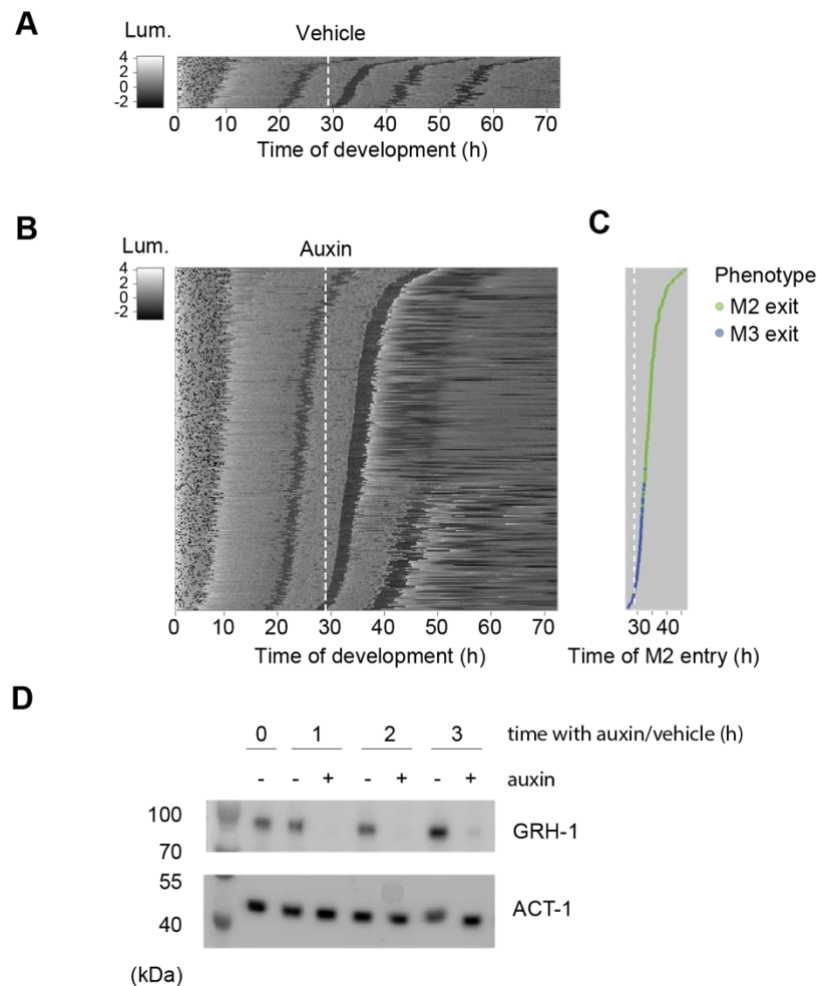 A
Lum.
Vehicle
4
2
0
-2
0 10 20 30 40 50 60 70
Time of development (h)
B
Lum.
Auxin
4
2
0
-2
0 10 20 30 40 50 60 70
Time of development (h)
C
Phenotype
M2 exit
M3 exit
30 40
Time of M2 entry (h)
D
0 1 2 3 time with auxin/vehicle (h)
- - + - + - + auxin
100
70
GRH-1
55
40
ACT-1
(kDa)